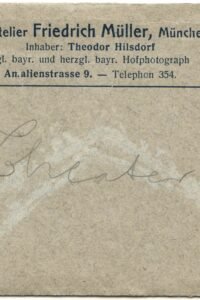 telier Friedrich Müller, Münche
Inhaber: Theodor Hilsdorf
gl. bayr. und herzgl. bayr. Hofphotograph
Amalienstrasse 9. — Telephon 354.